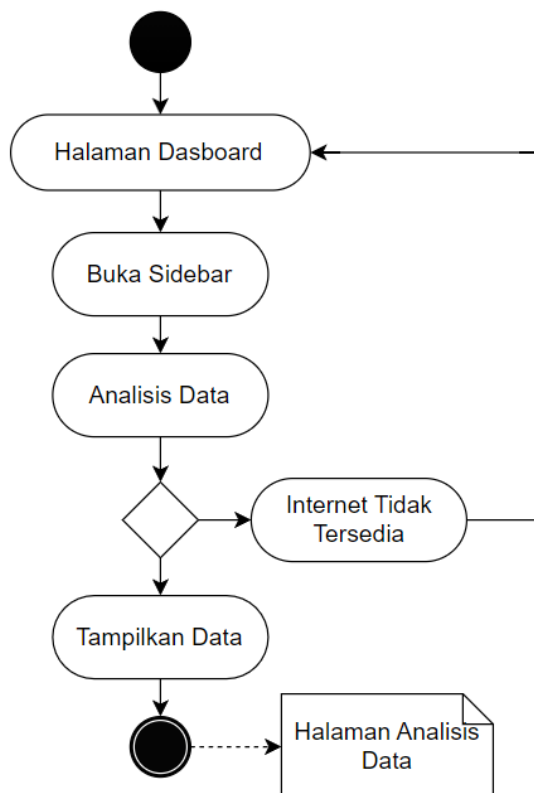 Halaman Dasboard
Buka Sidebar
Analisis Data
Internet Tidak
Tersedia
Tampilkan Data
Halaman Analisis
Data